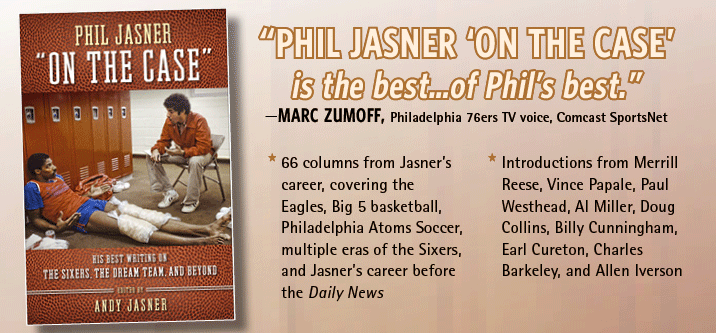 PHIL JASNER
"ON THE CASE"
HIS BEST WRITING ON
THE SIXERS, THE DREAM TEAM, AND BEYOND
EDITED BY
ANDY JASNER
"PHIL JASNER 'ON THE CASE'
is the best...of Phil's best."
—MARC ZUMOFF, Philadelphia 76ers TV voice, Comcast SportsNet
* 66 columns from Jasner's
career, covering the
Eagles, Big 5 basketball,
Philadelphia Atoms Soccer,
multiple eras of the Sixers,
and Jasner's career before
the Daily News
* Introductions from Merrill
Reese, Vince Papale, Paul
Westhead, Al Miller, Doug
Collins, Billy Cunningham,
Earl Cureton, Charles
Barkeley, and Allen Iverson